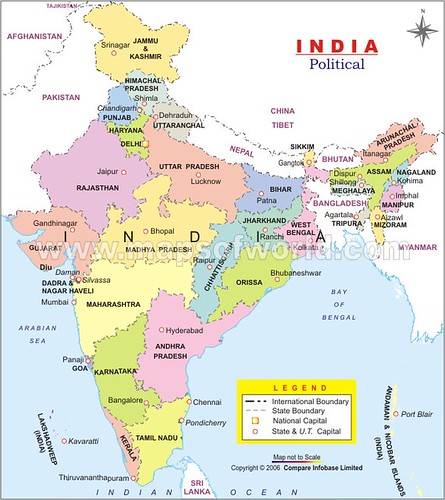 TAJIKISTAN
AFGHANISTAN
JAMMU
&
KASHMIR
Srinagar
INDIA
Political
N
PAKISTAN
HIMACHAL
PRADESH
Shimla
Chandigarh
PUNJAB
Dehradun
UTTARANCHAL
HARYANA
DELHI
CHINA
TIBET
NEPAL
SIKKIM
Gangtok
BHUTAN
ARUNACHAL PRADESH
Itanagar
Jaipur
RAJASTHAN
UTTAR PRADESH
Lucknow
BIHAR
Patna
Dispur
ASSAM
NAGALAND
Kohima
Shillong
MEGHALAYA
BANGLADESH
Imphal
MANIPUR
Agartala
TRIPURA
Aizawl
MIZORAM
Gandhinagar
GUJARAT
I N D I A
Bhopal
MADHYA PRADESH
JHARKHAND
Ranchi
WEST
BENGAL
Kolkata
MYANMAR
www.mapsofworld.com
Diu
Daman
Silvassa
DADRA &
NAGAR HAVELI
Raipur
CHHATTISGARH
Bhubaneshwar
ORISSA
Mumbai
MAHARASHTRA
ARABIAN
SEA
BAY
OF
BENGAL
Hyderabad
ANDHRA
PRADESH
Panaji
GOA
KARNATAKA
Bangalore
Chennai
Pondicherry
LEGEND
International Boundary
State Boundary
National Capital
State & U.T. Capital
Map not to Scale
Copyright © 2006 Compare Infobase Limited
ANDAMAN & NIKOBAR ISLAND
(INDIA)
Port Blair
LAKSHADWEEP
(INDIA)
Kavaratti
KERALA
TAMIL NADU
Thiruvananthapuram
SRI
LANKA
INDIAN OCEAN